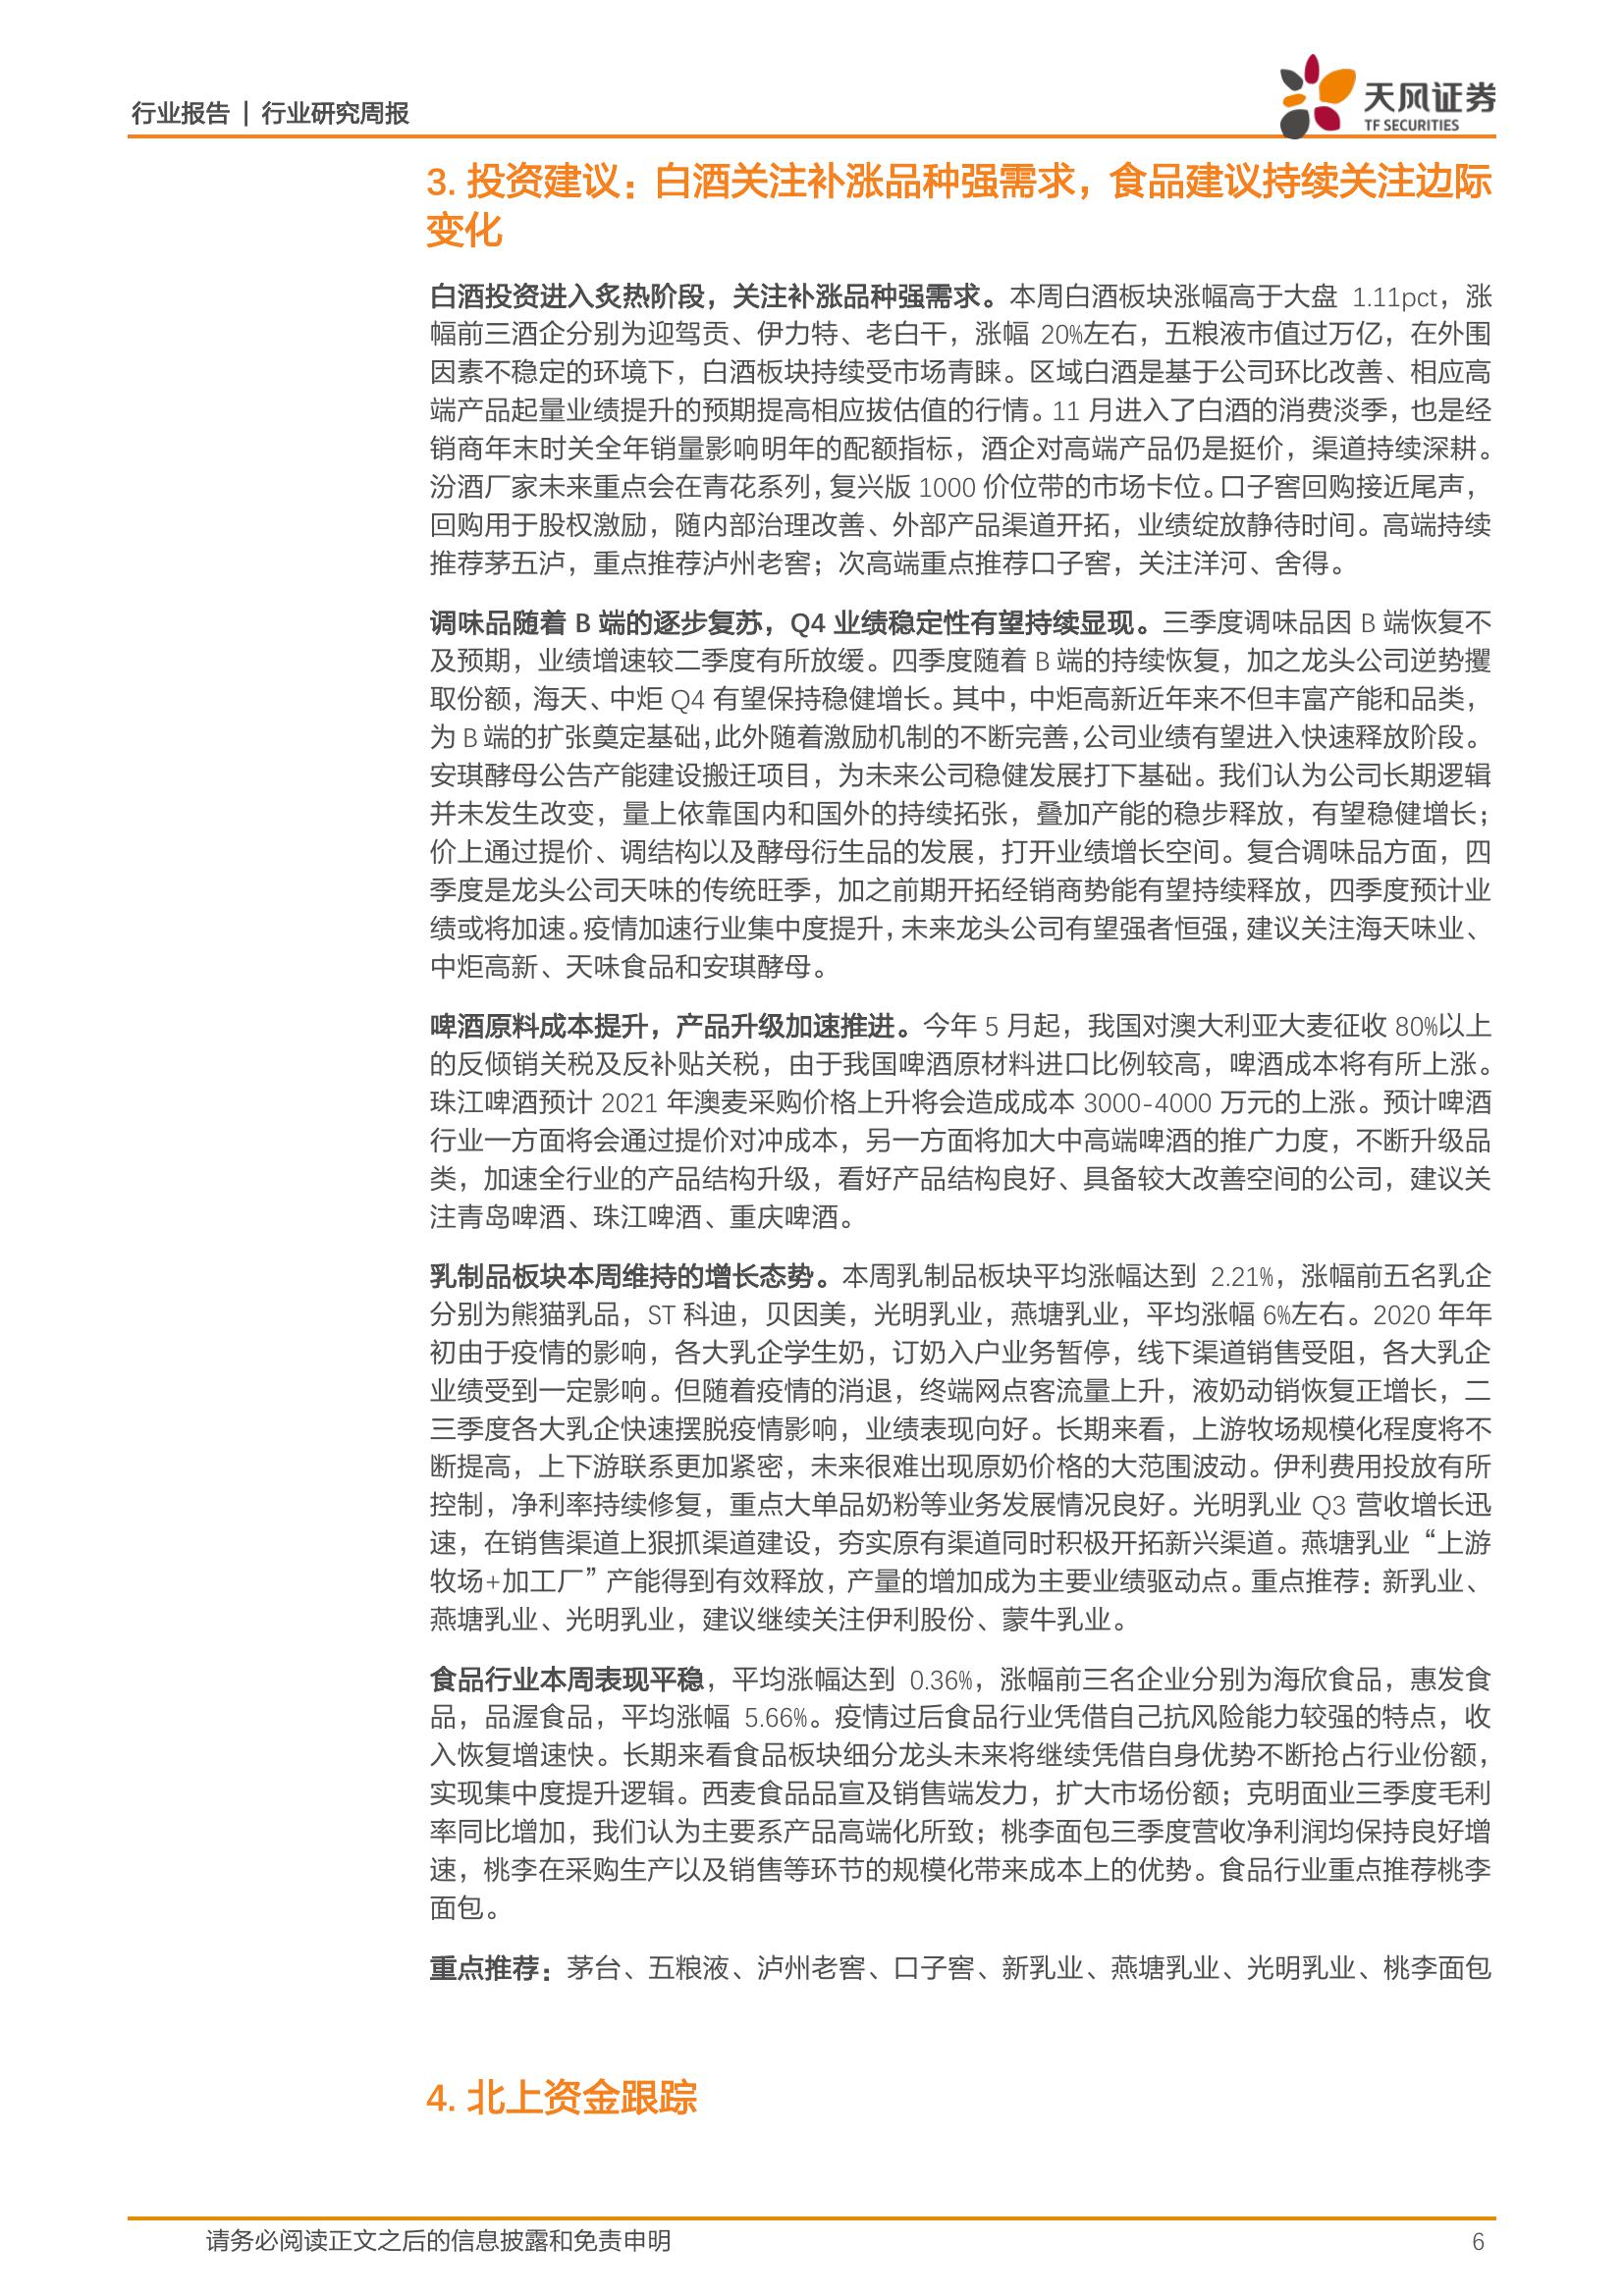 行业报告 | 行业研究周报
天风证券
TF SECURITIES
3. 投资建议：白酒关注补涨品种强需求，食品建议持续关注边际
变化
白酒投资进入炙热阶段，关注补涨品种强需求。本周白酒板块涨幅高于大盘 1.11pct，涨
幅前三酒企分别为迎驾贡、伊力特、老白干，涨幅 20%左右，五粮液市值过万亿，在外围
因素不稳定的环境下，白酒板块持续受市场青睐。区域白酒是基于公司环比改善、相应高
端产品起量业绩提升的预期提高相应拔估值的行情。11 月进入了白酒的消费淡季，也是经
销商年末时关全年销量影响明年的配额指标，酒企对高端产品仍是挺价，渠道持续深耕。
汾酒厂家未来重点会在青花系列，复兴版 1000 价位带的市场卡位。口子窖回购接近尾声，
回购用于股权激励，随内部治理改善、外部产品渠道开拓，业绩绽放静待时间。高端持续
推荐茅五泸，重点推荐泸州老窖；次高端重点推荐口子窖，关注洋河、舍得。
调味品随着 B 端的逐步复苏，Q4 业绩稳定性有望持续显现。三季度调味品因 B 端恢复不
及预期，业绩增速较二季度有所放缓。四季度随着 B 端的持续恢复，加之龙头公司逆势攫
取份额，海天、中炬 Q4 有望保持稳健增长。其中，中炬高新近年来不但丰富产能和品类，
为 B 端的扩张奠定基础，此外随着激励机制的不断完善，公司业绩有望进入快速释放阶段。
安琪酵母公告产能建设搬迁项目，为未来公司稳健发展打下基础。我们认为公司长期逻辑
并未发生改变，量上依靠国内和国外的持续拓张，叠加产能的稳步释放，有望稳健增长；
价上通过提价、调结构以及酵母衍生品的发展，打开业绩增长空间。复合调味品方面，四
季度是龙头公司天味的传统旺季，加之前期开拓经销商势能有望持续释放，四季度预计业
绩或将加速。疫情加速行业集中度提升，未来龙头公司有望强者恒强，建议关注海天味业、
中炬高新、天味食品和安琪酵母。
啤酒原料成本提升，产品升级加速推进。今年 5 月起，我国对澳大利亚大麦征收 80%以上
的反倾销关税及反补贴关税，由于我国啤酒原材料进口比例较高，啤酒成本将有所上涨。
珠江啤酒预计 2021 年澳麦采购价格上升将会造成成本 3000-4000 万元的上涨。预计啤酒
行业一方面将会通过提价对冲成本，另一方面将加大中高端啤酒的推广力度，不断升级品
类，加速全行业的产品结构升级，看好产品结构良好、具备较大改善空间的公司，建议关
注青岛啤酒、珠江啤酒、重庆啤酒。
乳制品板块本周维持的增长态势。本周乳制品板块平均涨幅达到 2.21%，涨幅前五名乳企
分别为熊猫乳品，ST 科迪，贝因美，光明乳业，燕塘乳业，平均涨幅 6%左右。2020 年年
初由于疫情的影响，各大乳企学生奶，订奶入户业务暂停，线下渠道销售受阻，各大乳企
业绩受到一定影响。但随着疫情的消退，终端网点客流量上升，液奶动销恢复正增长，二
三季度各大乳企快速摆脱疫情影响，业绩表现向好。长期来看，上游牧场规模化程度将不
断提高，上下游联系更加紧密，未来很难出现原奶价格的大范围波动。伊利费用投放有所
控制，净利率持续修复，重点大单品奶粉等业务发展情况良好。光明乳业 Q3 营收增长迅
速，在销售渠道上狠抓渠道建设，夯实原有渠道同时积极开拓新兴渠道。燕塘乳业“上游
牧场+加工厂”产能得到有效释放，产量的增加成为主要业绩驱动点。重点推荐：新乳业、
燕塘乳业、光明乳业，建议继续关注伊利股份、蒙牛乳业。
食品行业本周表现平稳，平均涨幅达到 0.36%，涨幅前三名企业分别为海欣食品，惠发食
品，品渥食品，平均涨幅 5.66%。疫情过后食品行业凭借自己抗风险能力较强的特点，收
入恢复增速快。长期来看食品板块细分龙头未来将继续凭借自身优势不断抢占行业份额，
实现集中度提升逻辑。西麦食品品宣及销售端发力，扩大市场份额；克明面业三季度毛利
率同比增加，我们认为主要系产品高端化所致；桃李面包三季度营收净利润均保持良好增
速，桃李在采购生产以及销售等环节的规模化带来成本上的优势。食品行业重点推荐桃李
面包。
重点推荐：茅台、五粮液、泸州老窖、口子窖、新乳业、燕塘乳业、光明乳业、桃李面包
4. 北上资金跟踪
请务必阅读正文之后的信息披露和免责申明
6